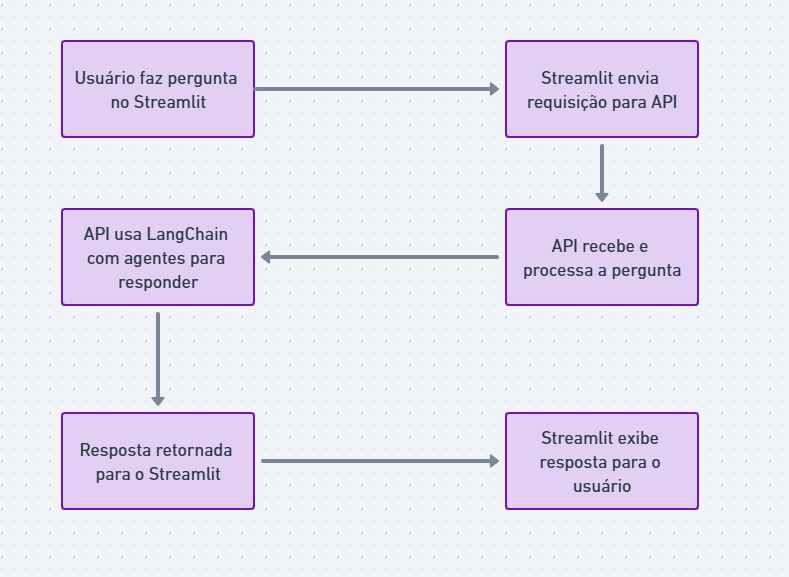 Usuário faz pergunta
no Streamlit
Streamlit envia
requisição para API
API recebe e
processa a pergunta
API usa LangChain
com agentes para
responder
Resposta retornada
para o Streamlit
Streamlit exibe
resposta para o
usuário